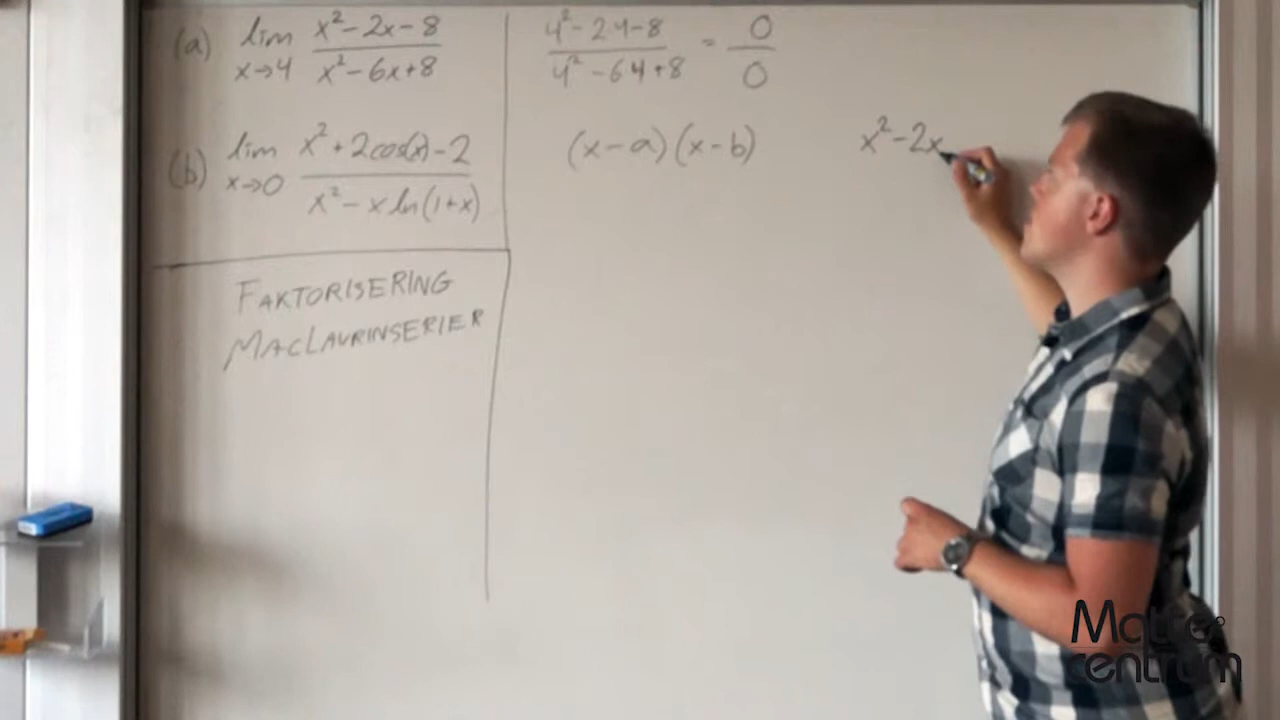 (a) lim x→4 x²-2x-8 / x²-6x+8
(b) lim x→0 x²+2cos(x)-2 / x²-x ln(1+x)
FAKTORISERING
MACLAURINSERIER
4²-2·4-8 / 4²-6·4+8 = 0/0
(x-a)(x-b)
x²-2x
Matte
centrum